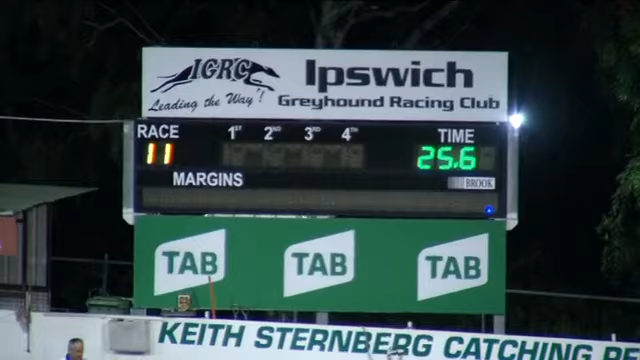 IGRC
Leading the Way!
Ipswich
Greyhound Racing Club
RACE 1ST 2ND 3RD 4TH TIME
11 25.6
MARGINS BROOK
TAB TAB TAB
KEITH STERNBERG CATCHING